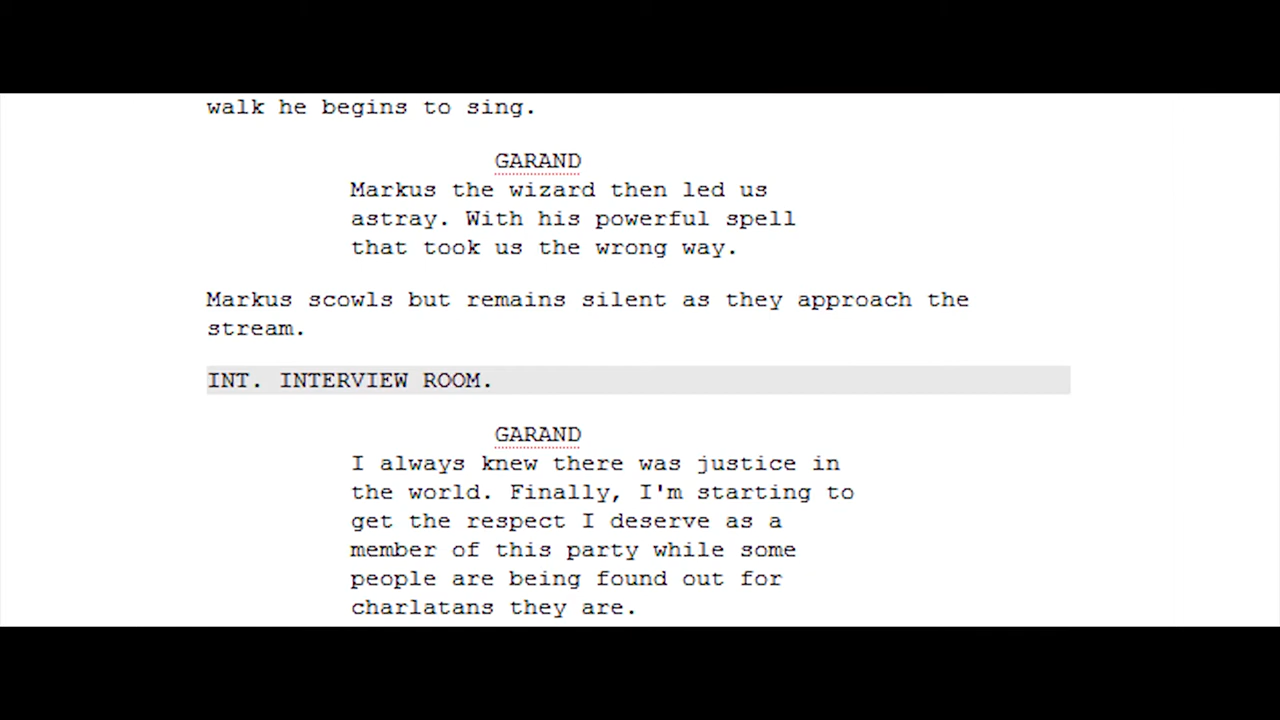 walk he begins to sing.
GARAND
Markus the wizard then led us
astray. With his powerful spell
that took us the wrong way.
Markus scowls but remains silent as they approach the
stream.
INT. INTERVIEW ROOM.
GARAND
I always knew there was justice in
the world. Finally, I'm starting to
get the respect I deserve as a
member of this party while some
people are being found out for
charlatans they are.